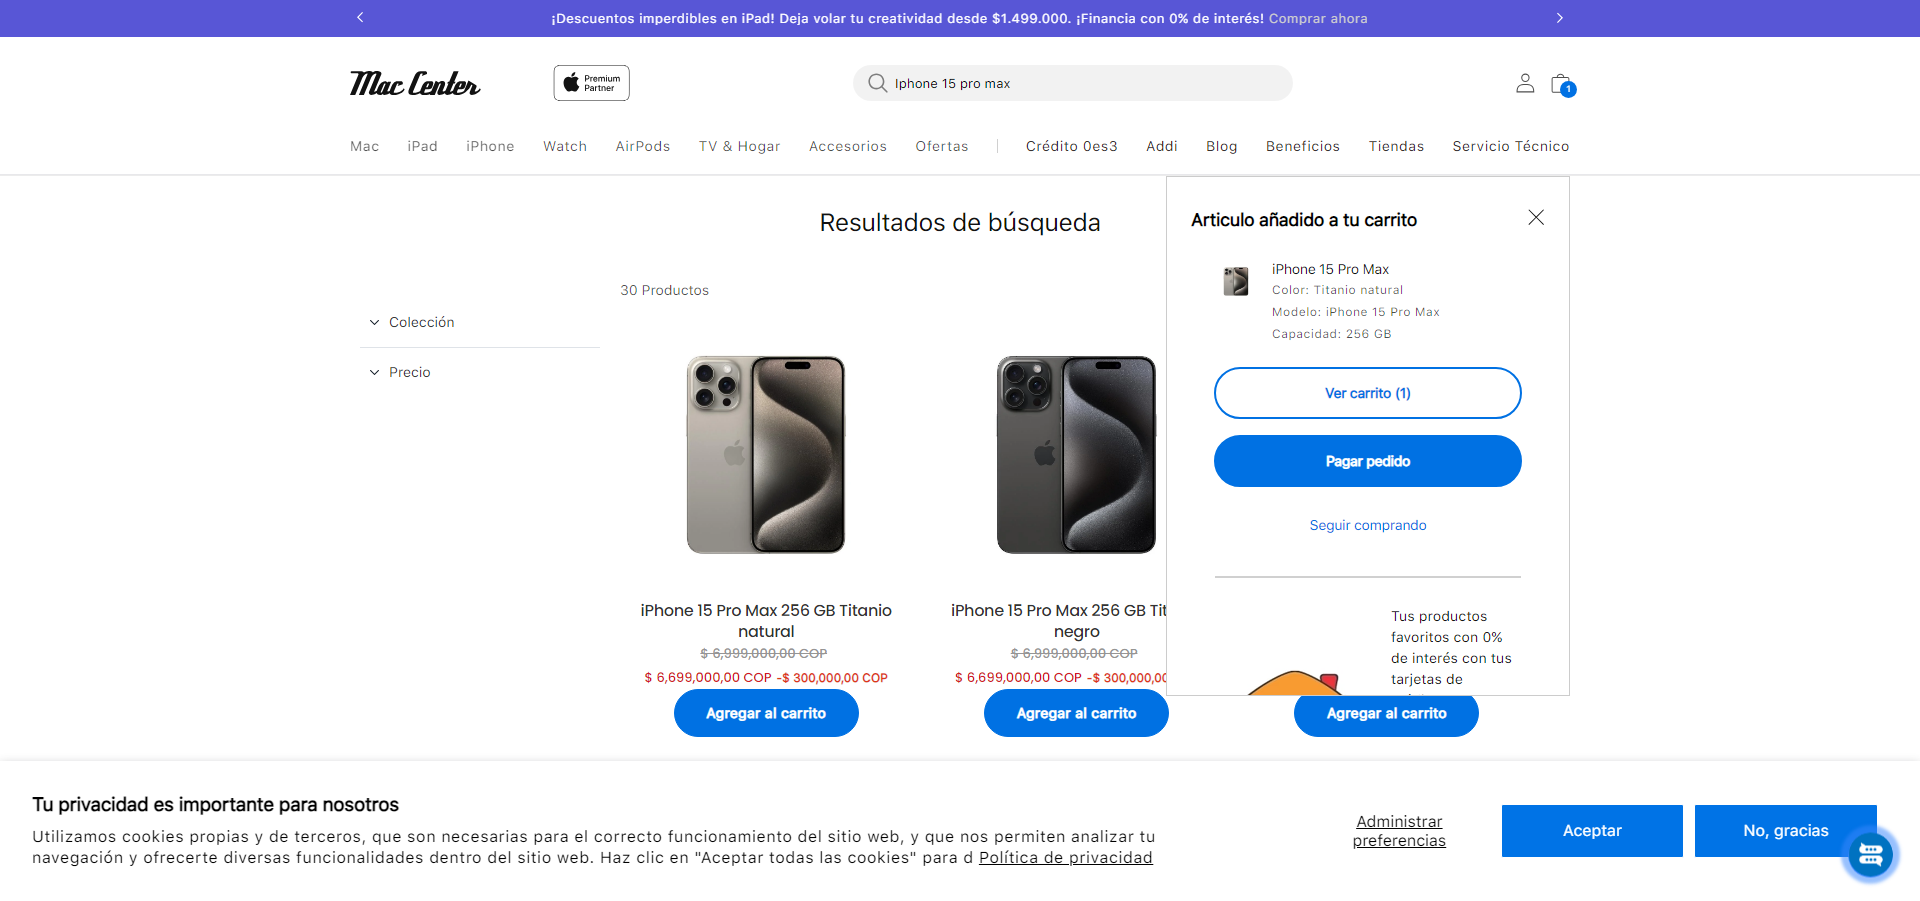 ¡Descuentos imperdibles en iPad! Deja volar tu creatividad desde $1.499.000. ¡Financia con 0% de interés! Comprar ahora
Mac Center
Premium
Partner
Iphone 15 pro max
1
Mac iPad iPhone Watch AirPods TV & Hogar Accesorios Ofertas Crédito 0es3 Addi Blog Beneficios Tiendas Servicio Técnico
Resultados de búsqueda
30 Productos
Colección
Precio
iPhone 15 Pro Max 256 GB Titanio
natural
$ 6,999,000,00 COP
$ 6,699,000,00 COP -$ 300,000,00 COP
Agregar al carrito
iPhone 15 Pro Max 256 GB Tit
negro
$ 6,999,000,00 COP
$ 6,699,000,00 COP -$ 300,000,00
Agregar al carrito
Agregar al carrito
Articulo añadido a tu carrito
iPhone 15 Pro Max
Color: Titanio natural
Modelo: iPhone 15 Pro Max
Capacidad: 256 GB
Ver carrito (1)
Pagar pedido
Seguir comprando
Tus productos
favoritos con 0%
de interés con tus
tarjetas de
Tu privacidad es importante para nosotros
Utilizamos cookies propias y de terceros, que son necesarias para el correcto funcionamiento del sitio web, y que nos permiten analizar tu
navegación y ofrecerte diversas funcionalidades dentro del sitio web. Haz clic en "Aceptar todas las cookies" para d Política de privacidad
Administrar
preferencias
Aceptar
No, gracias